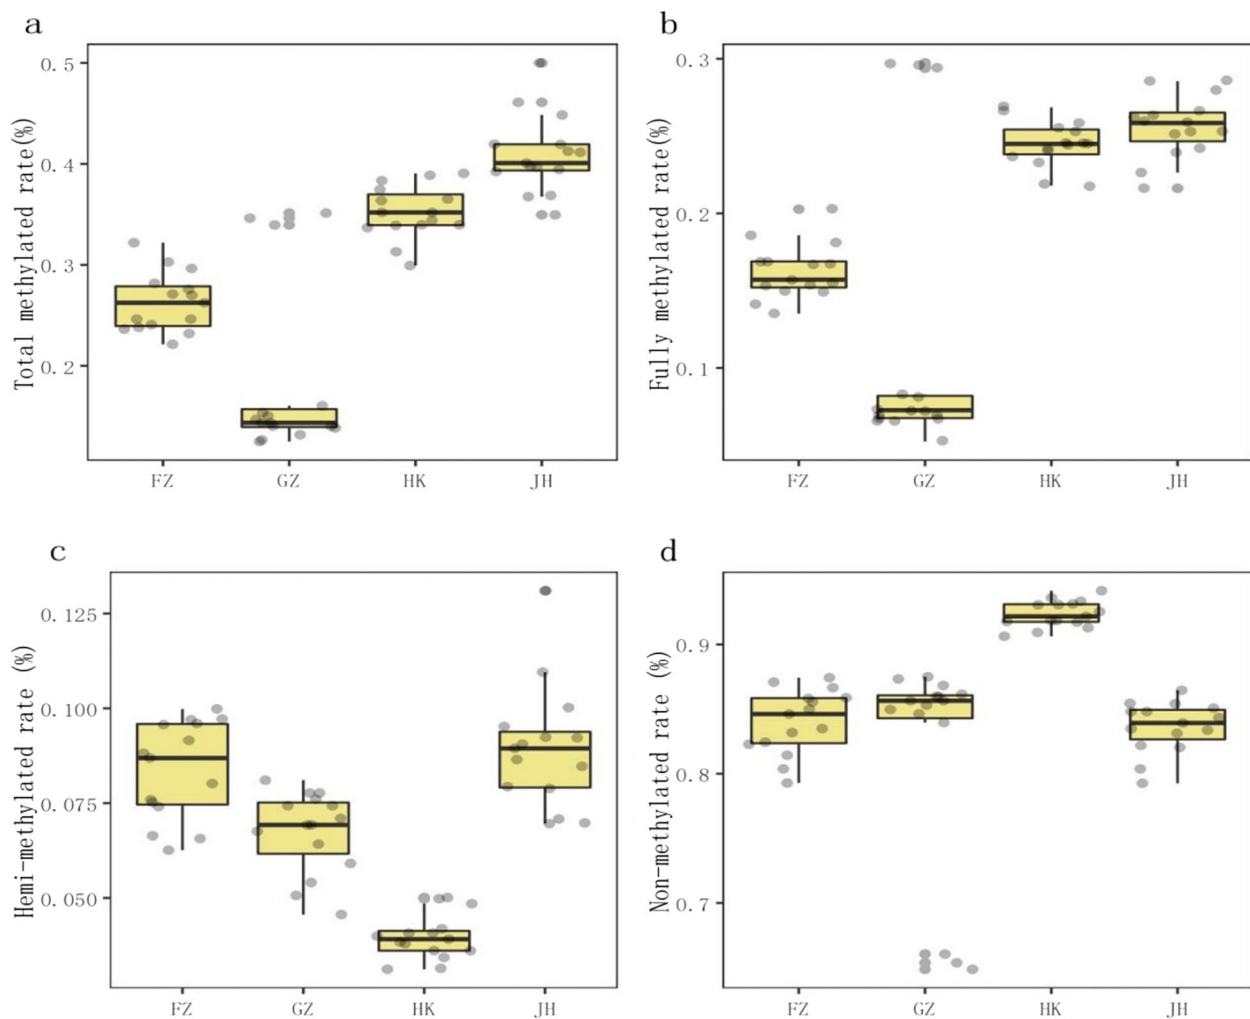 a
Total methylated rate(%)
0.5
0.4
0.3
0.2
FZ GZ HK JH
b
Fully methylated rate(%)
0.3
0.2
0.1
FZ GZ HK JH
c
Hemi-methylated rate (%)
0.125
0.100
0.075
0.050
FZ GZ HK JH
d
Non-methylated rate (%)
0.9
0.8
0.7
FZ GZ HK JH